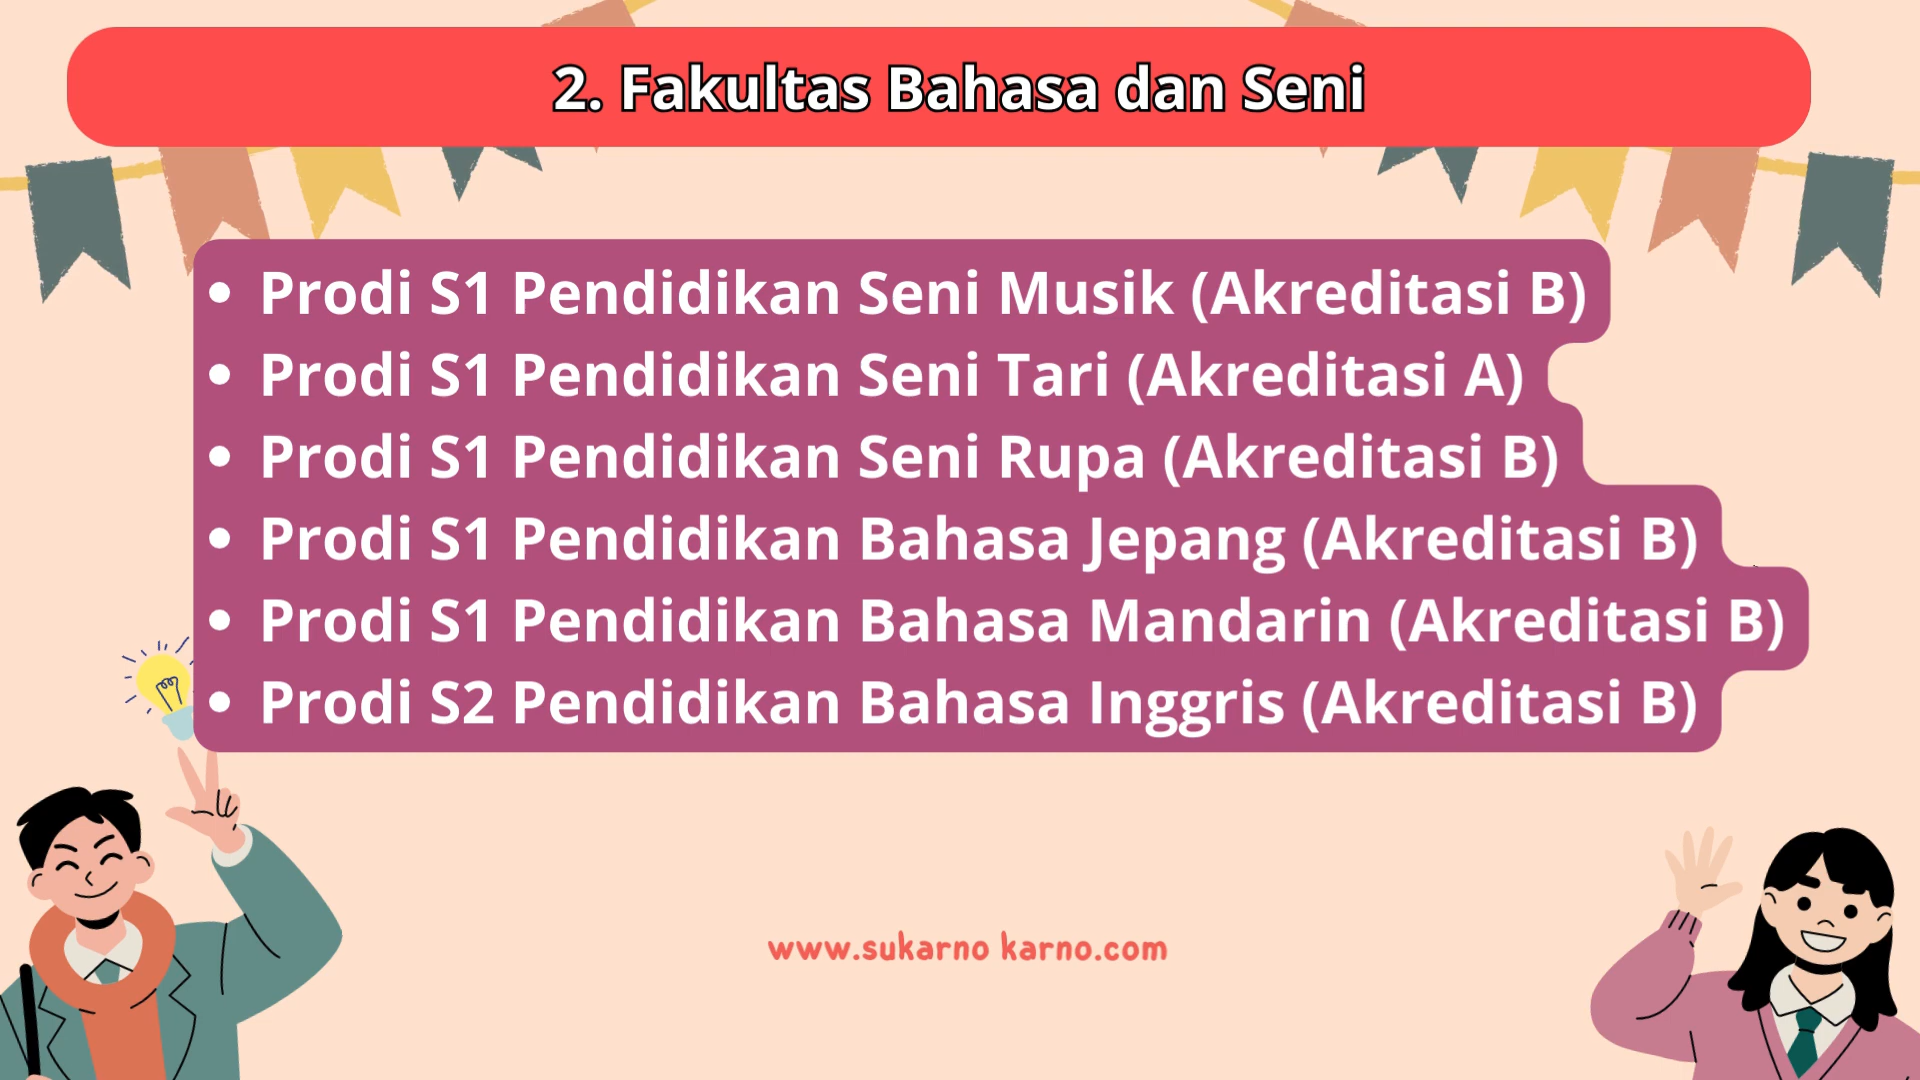 2. Fakultas Bahasa dan Seni
• Prodi S1 Pendidikan Seni Musik (Akreditasi B)
• Prodi S1 Pendidikan Seni Tari (Akreditasi A)
• Prodi S1 Pendidikan Seni Rupa (Akreditasi B)
• Prodi S1 Pendidikan Bahasa Jepang (Akreditasi B)
• Prodi S1 Pendidikan Bahasa Mandarin (Akreditasi B)
• Prodi S2 Pendidikan Bahasa Inggris (Akreditasi B)
www.sukarno karno.com